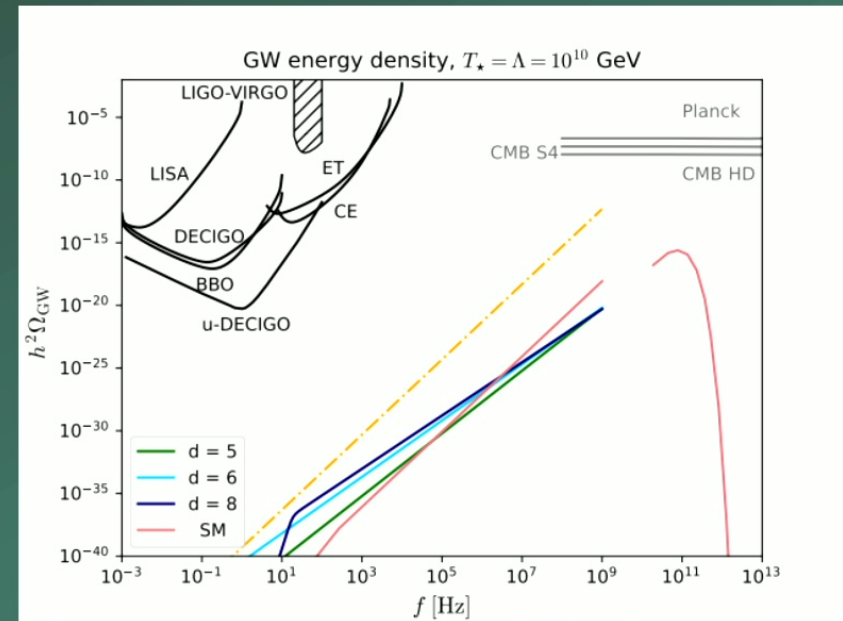 GW energy density, T⋆ = Λ = 10¹⁰ GeV
h²Ω_GW
10⁻⁵
10⁻¹⁰
10⁻¹⁵
10⁻²⁰
10⁻²⁵
10⁻³⁰
10⁻³⁵
10⁻⁴⁰
LIGO-VIRGO
LISA
ET
CE
DECIGO
BBO
u-DECIGO
Planck
CMB S4
CMB HD
d = 5
d = 6
d = 8
SM
10⁻³ 10⁻¹ 10¹ 10³ 10⁵ 10⁷ 10⁹ 10¹¹ 10¹³
f [Hz]